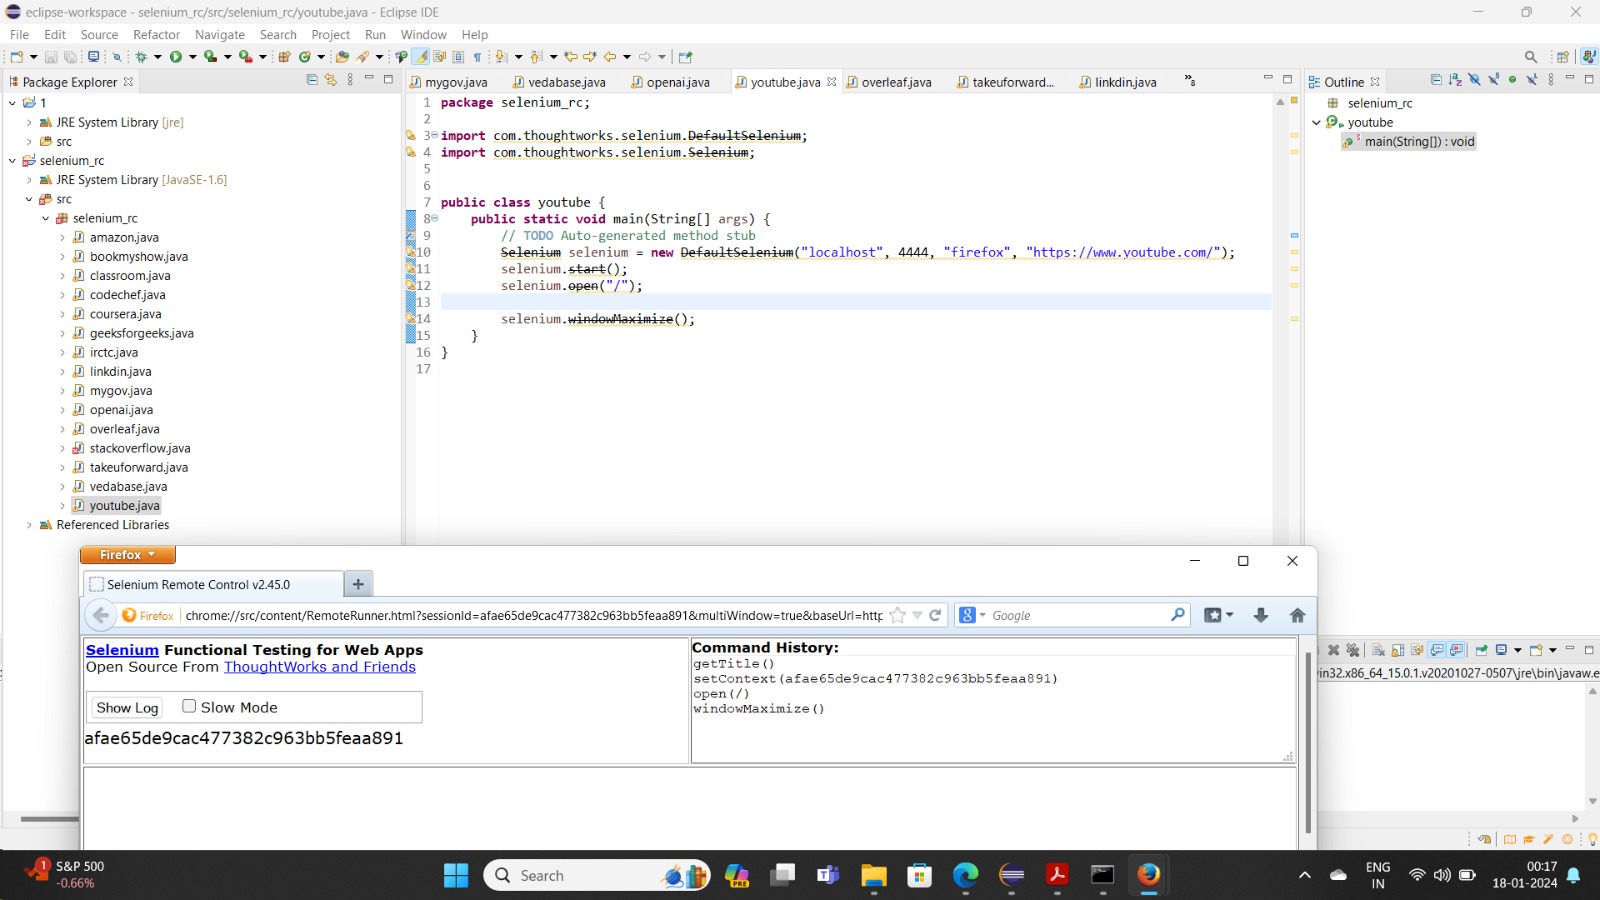 eclipse-workspace - selenium_rc/src/selenium_rc/youtube.java - Eclipse IDE
File Edit Source Refactor Navigate Search Project Run Window Help
Package Explorer
1
JRE System Library [jre]
src
selenium_rc
JRE System Library [JavaSE-1.6]
src
selenium_rc
amazon.java
bookmyshow.java
classroom.java
codechef.java
coursera.java
geeksforgeeks.java
irctc.java
linkdin.java
mygov.java
openai.java
overleaf.java
stackoverflow.java
takeuforward.java
vedabase.java
youtube.java
Referenced Libraries
mygov.java vedabase.java openai.java youtube.java overleaf.java takeuforward... linkdin.java »8
1 package selenium_rc;
2
3 import com.thoughtworks.selenium.DefaultSelenium;
4 import com.thoughtworks.selenium.Selenium;
5
6
7 public class youtube {
8 public static void main(String[] args) {
9 // TODO Auto-generated method stub
10 Selenium selenium = new DefaultSelenium("localhost", 4444, "firefox", "https://www.youtube.com/");
11 selenium.start();
12 selenium.open("/");
13
14 selenium.windowMaximize();
15 }
16 }
17
Outline
selenium_rc
youtube
main(String[]) : void
Firefox
Selenium Remote Control v2.45.0
Firefox chrome://src/content/RemoteRunner.html?sessionId=afae65de9cac477382c963bb5feaa891&multiWindow=true&baseUrl=http
8 Google
Selenium Functional Testing for Web Apps
Open Source From ThoughtWorks and Friends
Show Log Slow Mode
afae65de9cac477382c963bb5feaa891
Command History:
getTitle()
setContext(afae65de9cac477382c963bb5feaa891)
open(/)
windowMaximize()
win32.x86_64_15.0.1.v20201027-0507\jre\bin\javaw.e
1
S&P 500
-0.66%
Search
PRE
ENG
IN
00:17
18-01-2024